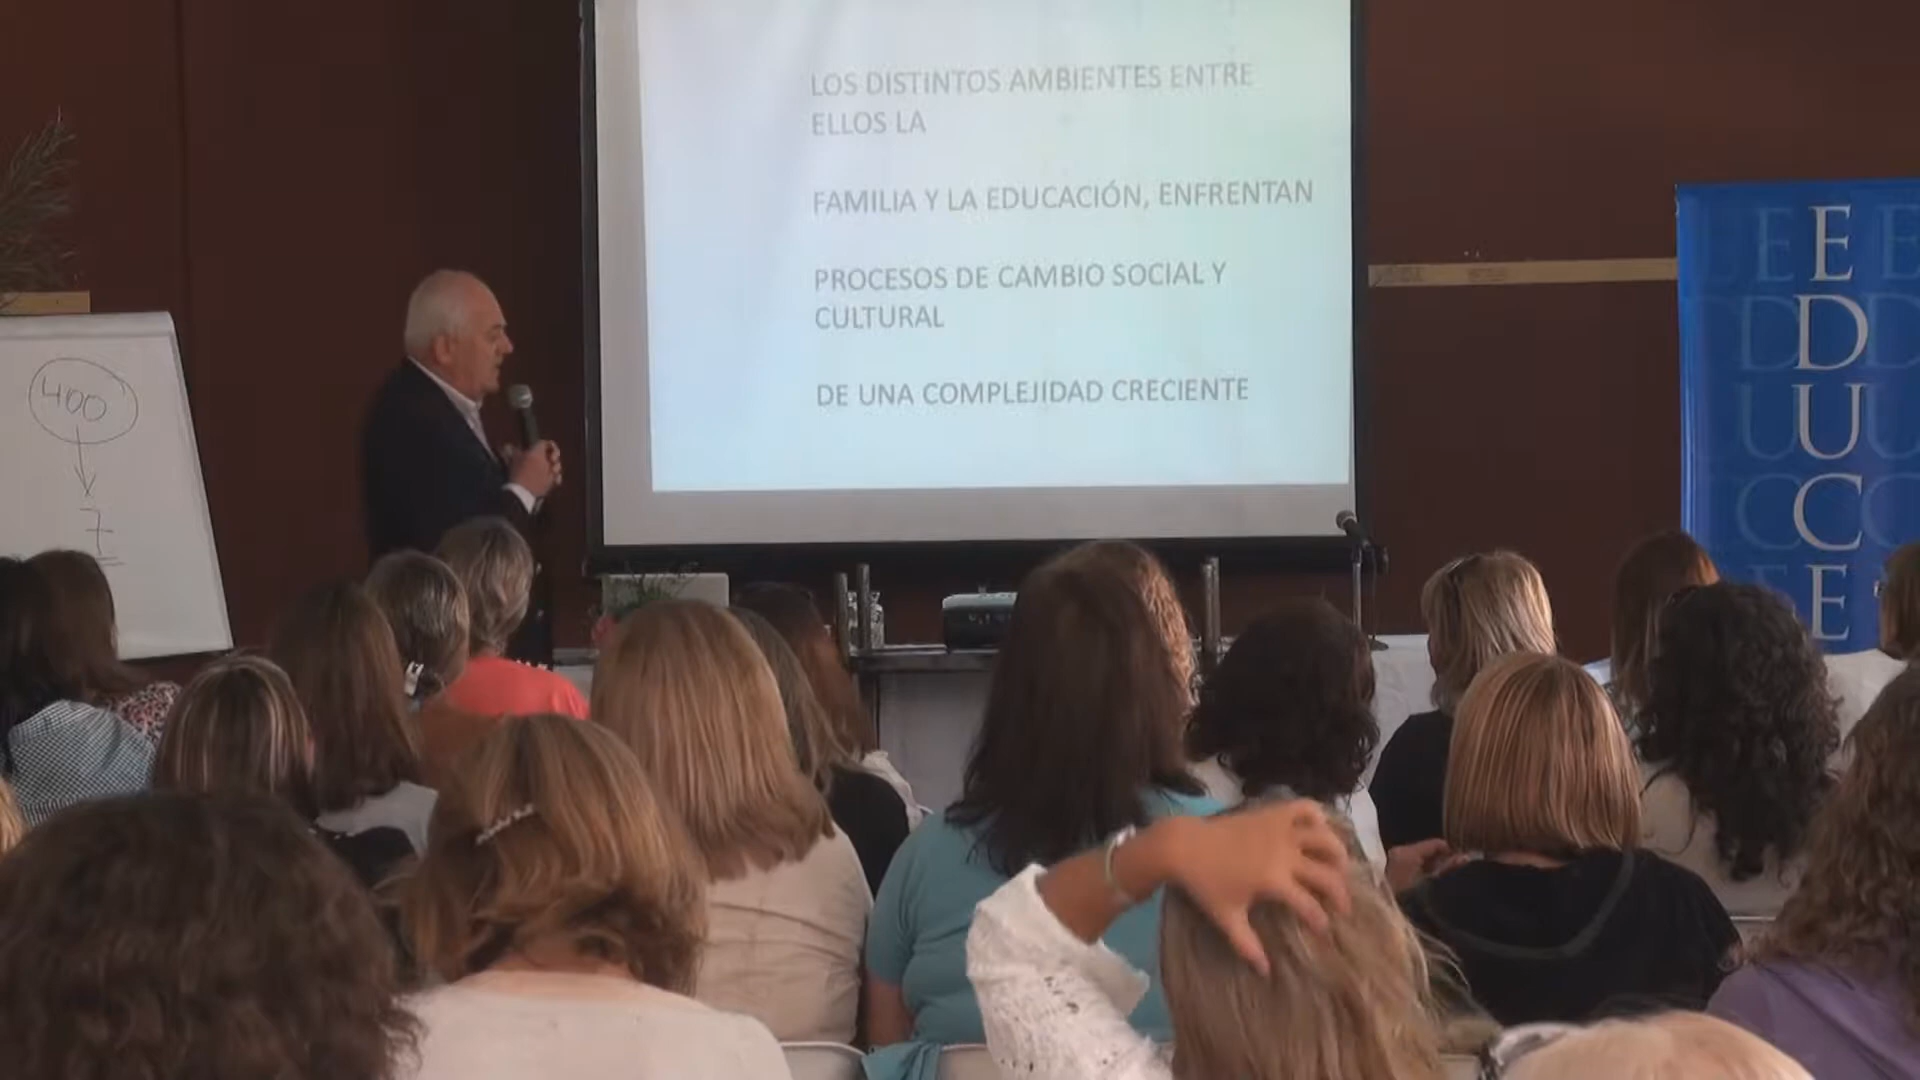 LOS DISTINTOS AMBIENTES ENTRE
ELLOS LA
FAMILIA Y LA EDUCACIÓN, ENFRENTAN
PROCESOS DE CAMBIO SOCIAL Y
CULTURAL
DE UNA COMPLEJIDAD CRECIENTE
400
7
EDUCE